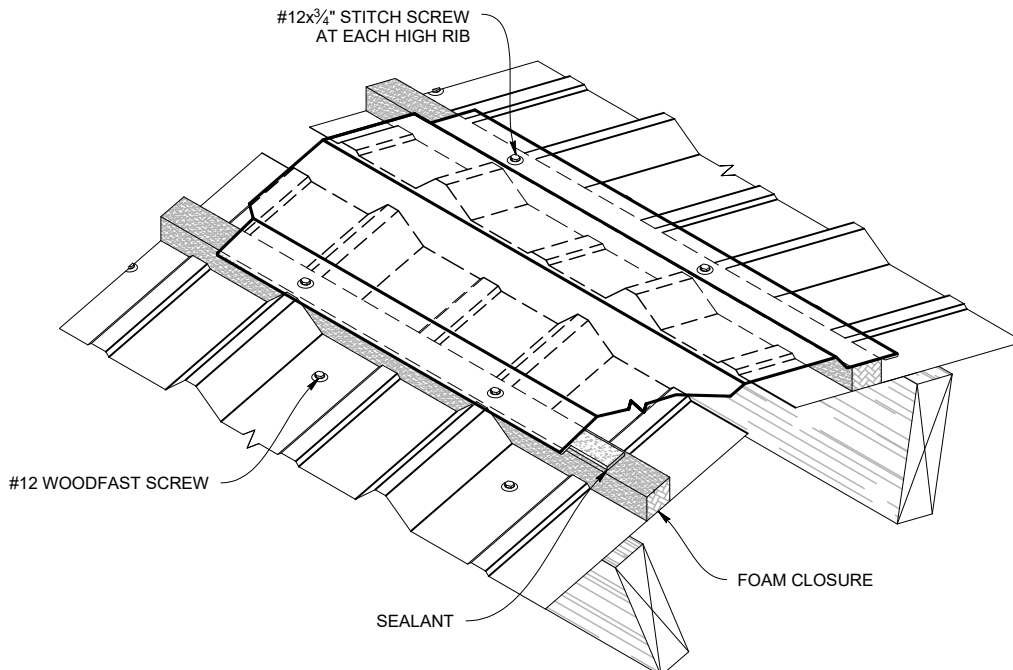 #12x¾" STITCH SCREW
AT EACH HIGH RIB
#12 WOODFAST SCREW
FOAM CLOSURE
SEALANT